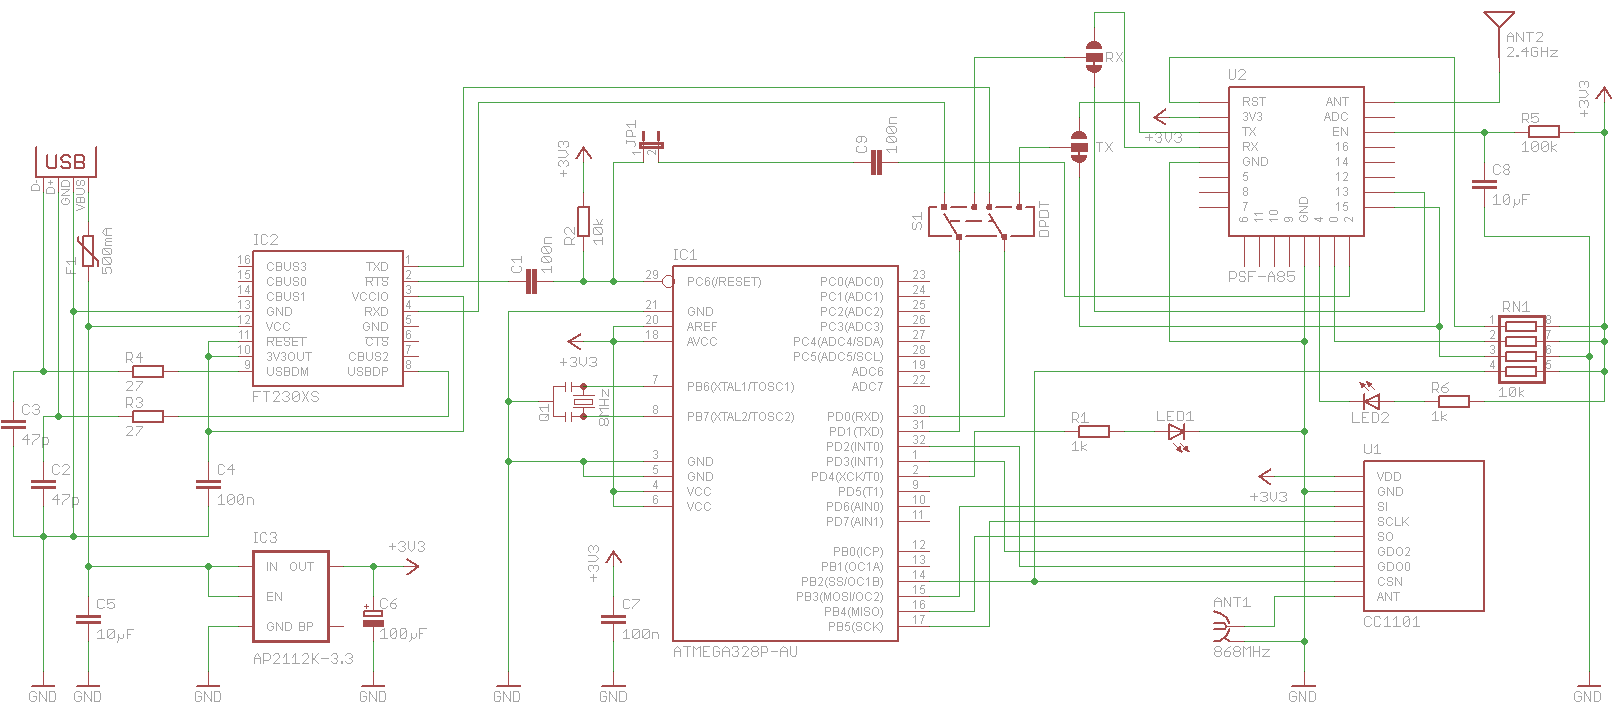 USB
D-
D+
GND
VBUS
F1
500mA
IC2
16 CBUS3 TXD 1
15 CBUS0 RTS 2
14 CBUS1 VCCIO 3
13 GND RXD 4
12 VCC GND 5
11 RESET CTS 6
10 3V3OUT CBUS2 7
9 USBDM USBDP 8
FT230XS
R4
27
R3
27
C3
47p
C2
47p
C4
100n
IC3
IN OUT
EN
GND BP
AP2112K-3.3
+3V3
C5
10µF
C6
+
100µF
GND
GND
GND
GND
GND
GND
GND
GND
+3V3
R2
10k
C1
100n
JP1
1
2
C9
100n
+3V3
Q1
8MHz
+3V3
C7
100n
IC1
29 PC6(/RESET) PC0(ADC0) 23
PC1(ADC1) 24
21 GND PC2(ADC2) 25
20 AREF PC3(ADC3) 26
18 AVCC PC4(ADC4/SDA) 27
PC5(ADC5/SCL) 28
ADC6 19
7 PB6(XTAL1/TOSC1) ADC7 22
8 PB7(XTAL2/TOSC2) PD0(RXD) 30
PD1(TXD) 31
PD2(INT0) 32
3 GND PD3(INT1) 1
5 GND PD4(XCK/T0) 2
4 VCC PD5(T1) 9
6 VCC PD6(AIN0) 10
PD7(AIN1) 11
PB0(ICP) 12
PB1(OC1A) 13
PB2(SS/OC1B) 14
PB3(MOSI/OC2) 15
PB4(MISO) 16
PB5(SCK) 17
ATMEGA328P-AU
S1
DPDT
RX
TX
+3V3
U2
RST ANT
3V3 ADC
TX EN
RX 16
GND 14
5 12
8 13
7 15
6 11 10 9 GND 4 0 2
PSF-A85
ANT2
2.4GHz
+3V3
R5
100k
C8
10µF
RN1
1 8
2 7
3 6
4 5
10k
LED2
R6
1k
R1
1k
LED1
U1
+3V3
VDD
GND
SI
SCLK
SO
GDO2
GDO0
CSN
ANT
CC1101
ANT1
868MHz